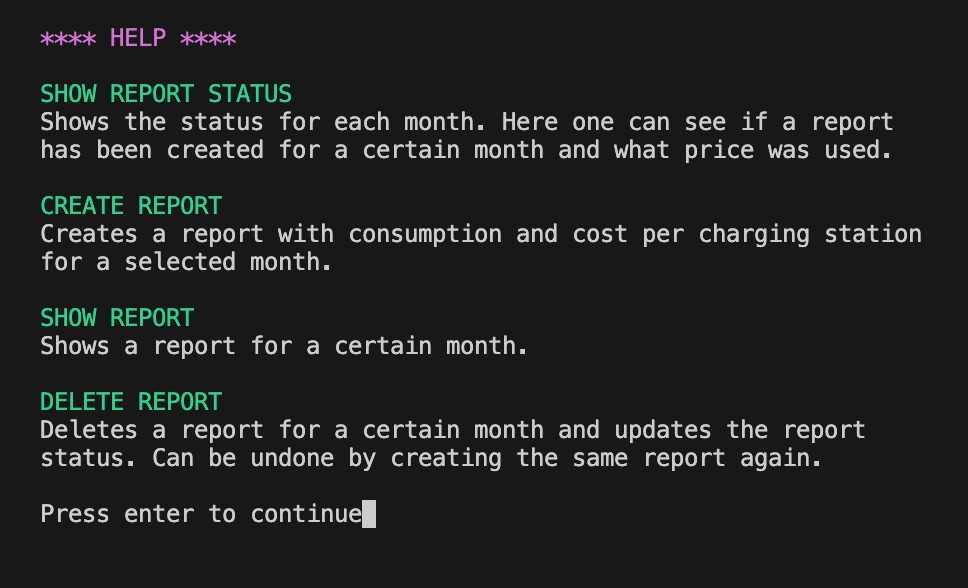 **** HELP ****
SHOW REPORT STATUS
Shows the status for each month. Here one can see if a report
has been created for a certain month and what price was used.
CREATE REPORT
Creates a report with consumption and cost per charging station
for a selected month.
SHOW REPORT
Shows a report for a certain month.
DELETE REPORT
Deletes a report for a certain month and updates the report
status. Can be undone by creating the same report again.
Press enter to continue